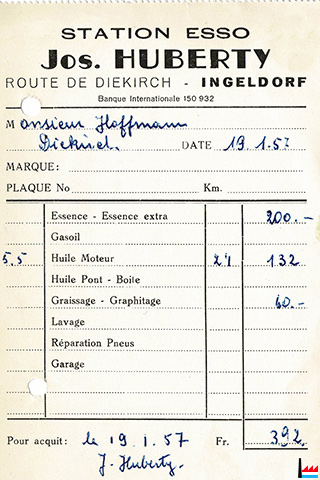 STATION ESSO
Jos. HUBERTY
ROUTE DE DIEKIRCH - INGELDORF
Banque Internationale 150 932
Monsieur Hoffmann
Diekirch. DATE 19.1.57
MARQUE:
PLAQUE No Km.
Essence - Essence extra 200.-
Gasoil
5.5 Huile Moteur 24 132
Huile Pont - Boite
Graissage - Graphitage 60.-
Lavage
Réparation Pneus
Garage
Pour acquit: le 19.1.57 Fr. 392.
J. Huberty.